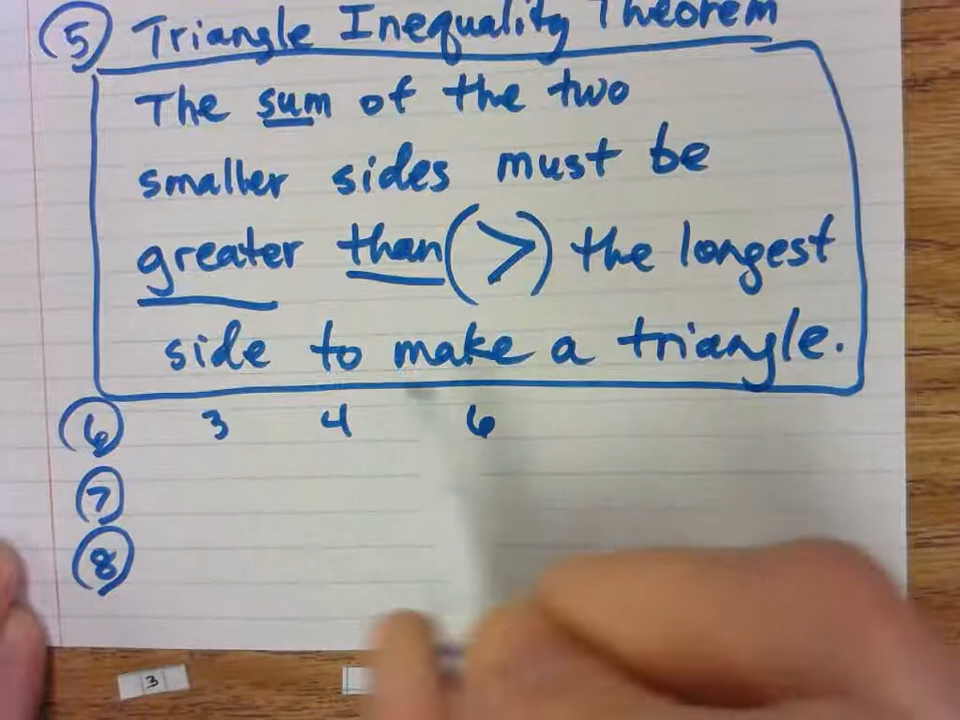 5 Triangle Inequality Theorem
The sum of the two
smaller sides must be
greater than (>) the longest
side to make a triangle.
6 3 4 6
7
8
3